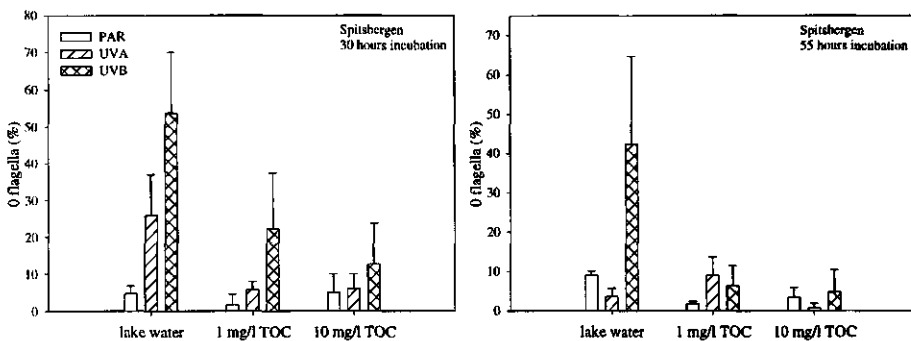 80
70
60
50
40
30
20
10
0
0 flagella (%)
PAR
UVA
UVB
Spitsbergen
30 hours incubation
lake water 1 mg/l TOC 10 mg/l TOC
70
60
50
40
30
20
10
0
0 flagella (%)
Spitsbergen
55 hours incubation
lake water 1 mg/l TOC 10 mg/l TOC